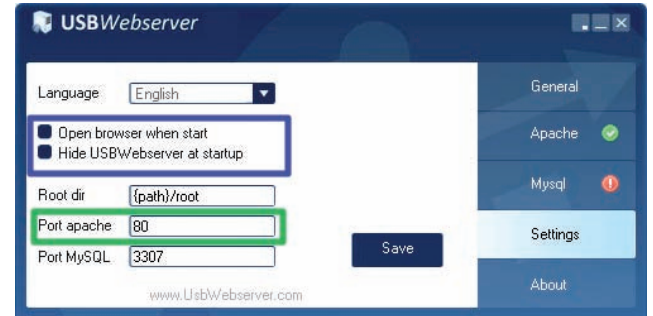 USBWebserver
Language English
Open browser when start
Hide USBWebserver at startup
Root dir {path}/root
Port apache 80
Port MySQL 3307
Save
www.UsbWebserver.com
General
Apache
Mysql
Settings
About